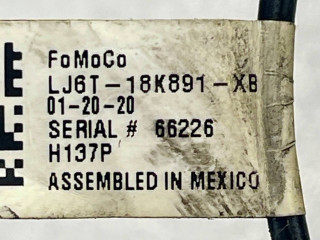 FoMoCo
LJ6T-18K891-XB
01-20-20
SERIAL # 66226
H137P
ASSEMBLED IN MEXICO